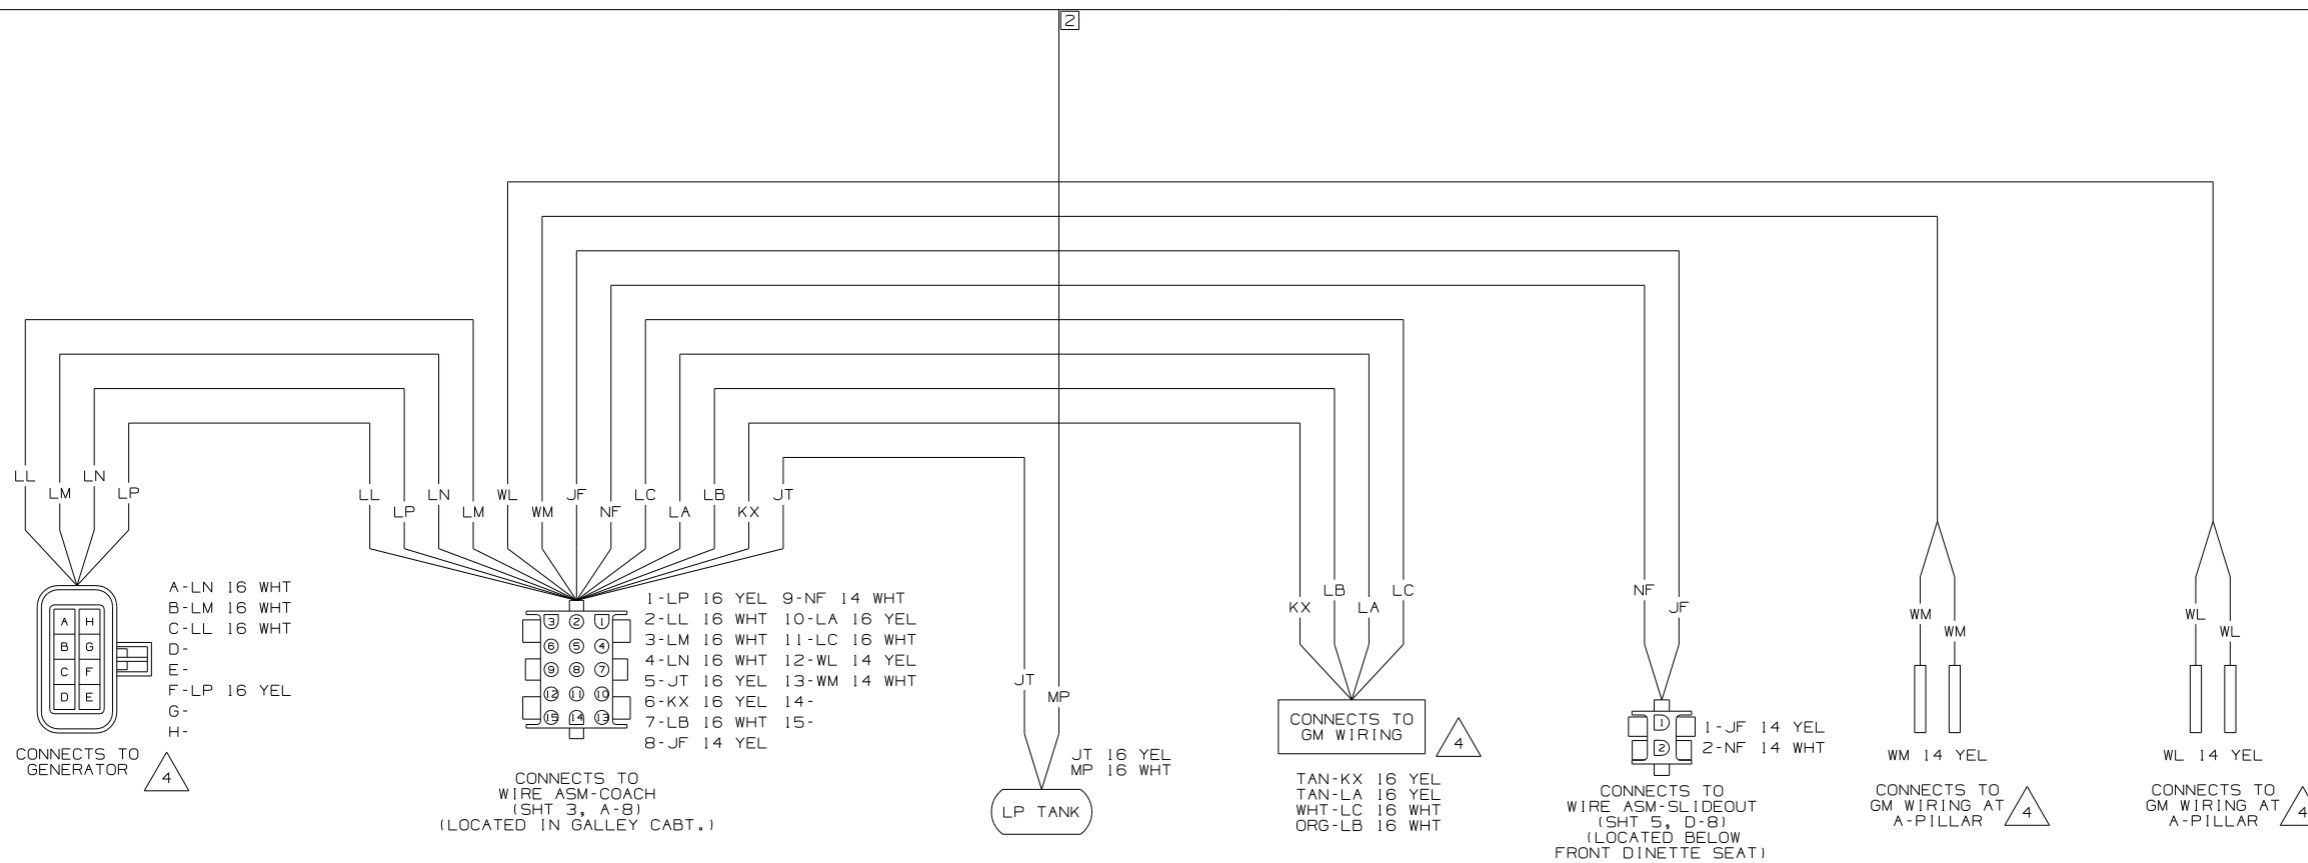 2
LL
LM
LN
LP
LL
LP
LN
LM
WL
WM
JF
NF
LC
LA
LB
KX
JT
A
H
B
G
C
F
D
E
A-LN 16 WHT
B-LM 16 WHT
C-LL 16 WHT
D-
E-
F-LP 16 YEL
G-
H-
CONNECTS TO
GENERATOR
4
3 2 1
6 5 4
9 8 7
12 11 10
15 14 13
1-LP 16 YEL 9-NF 14 WHT
2-LL 16 WHT 10-LA 16 YEL
3-LM 16 WHT 11-LC 16 WHT
4-LN 16 WHT 12-WL 14 YEL
5-JT 16 YEL 13-WM 14 WHT
6-KX 16 YEL 14-
7-LB 16 WHT 15-
8-JF 14 YEL
CONNECTS TO
WIRE ASM-COACH
(SHT 3, A-8)
(LOCATED IN GALLEY CABT.)
JT
MP
JT 16 YEL
MP 16 WHT
LP TANK
KX
LB
LA
LC
CONNECTS TO
GM WIRING
4
TAN-KX 16 YEL
TAN-LA 16 YEL
WHT-LC 16 WHT
ORG-LB 16 WHT
NF
JF
1
2
1-JF 14 YEL
2-NF 14 WHT
CONNECTS TO
WIRE ASM-SLIDEOUT
(SHT 5, D-8)
(LOCATED BELOW
FRONT DINETTE SEAT)
WM
WM
WM 14 YEL
CONNECTS TO
GM WIRING AT
A-PILLAR
4
WL
WL
WL 14 YEL
CONNECTS TO
GM WIRING AT
A-PILLAR
4